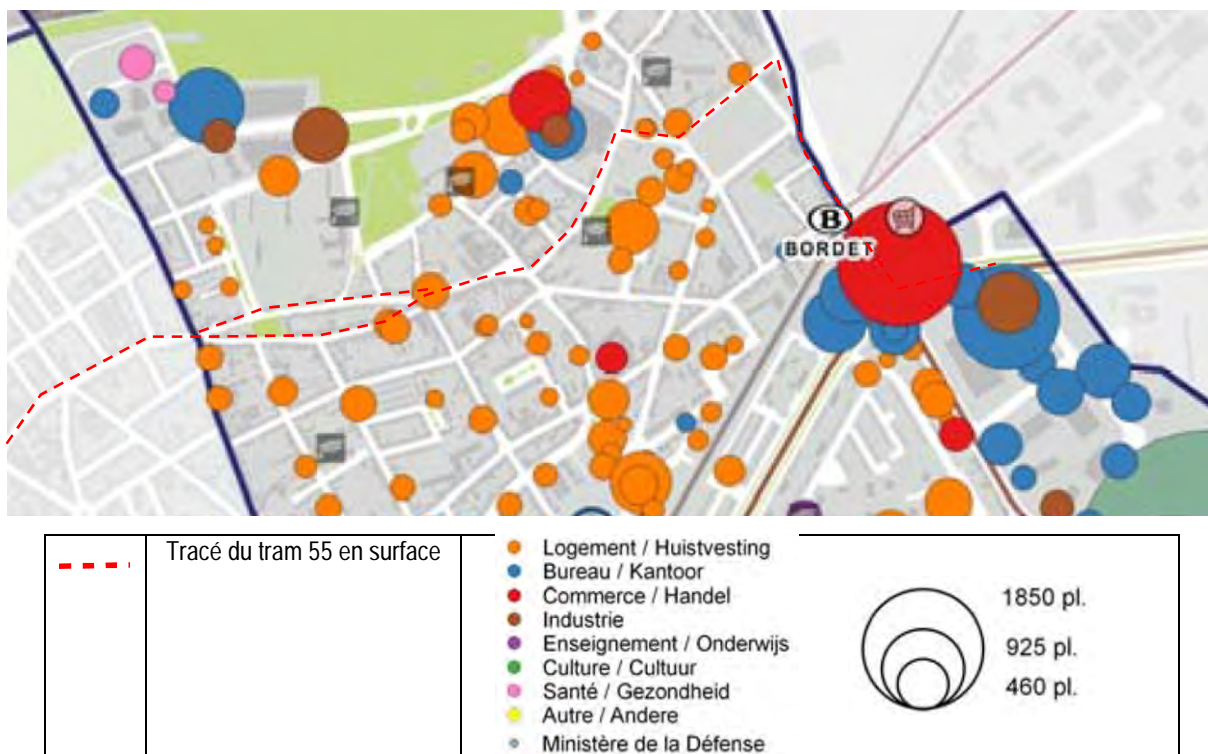 B
BORDET
Tracé du tram 55 en surface
Logement / Huistvesting
Bureau / Kantoor
Commerce / Handel
Industrie
Enseignement / Onderwijs
Culture / Cultuur
Santé / Gezondheid
Autre / Andere
Ministère de la Défense
1850 pl.
925 pl.
460 pl.